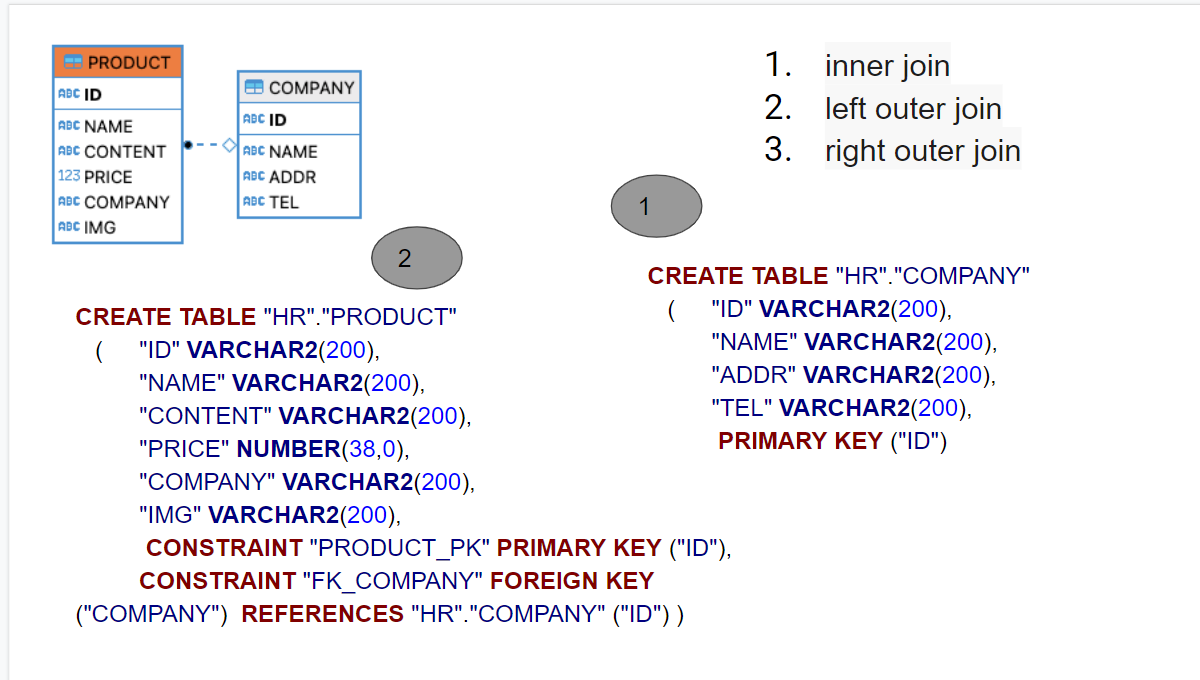 PRODUCT
ABC ID
ABC NAME
ABC CONTENT
123 PRICE
ABC COMPANY
ABC IMG
COMPANY
ABC ID
ABC NAME
ABC ADDR
ABC TEL
1. inner join
2. left outer join
3. right outer join
1
CREATE TABLE "HR"."COMPANY"
( "ID" VARCHAR2(200),
"NAME" VARCHAR2(200),
"ADDR" VARCHAR2(200),
"TEL" VARCHAR2(200),
PRIMARY KEY ("ID")
2
CREATE TABLE "HR"."PRODUCT"
( "ID" VARCHAR2(200),
"NAME" VARCHAR2(200),
"CONTENT" VARCHAR2(200),
"PRICE" NUMBER(38,0),
"COMPANY" VARCHAR2(200),
"IMG" VARCHAR2(200),
CONSTRAINT "PRODUCT_PK" PRIMARY KEY ("ID"),
CONSTRAINT "FK_COMPANY" FOREIGN KEY
("COMPANY") REFERENCES "HR"."COMPANY" ("ID") )